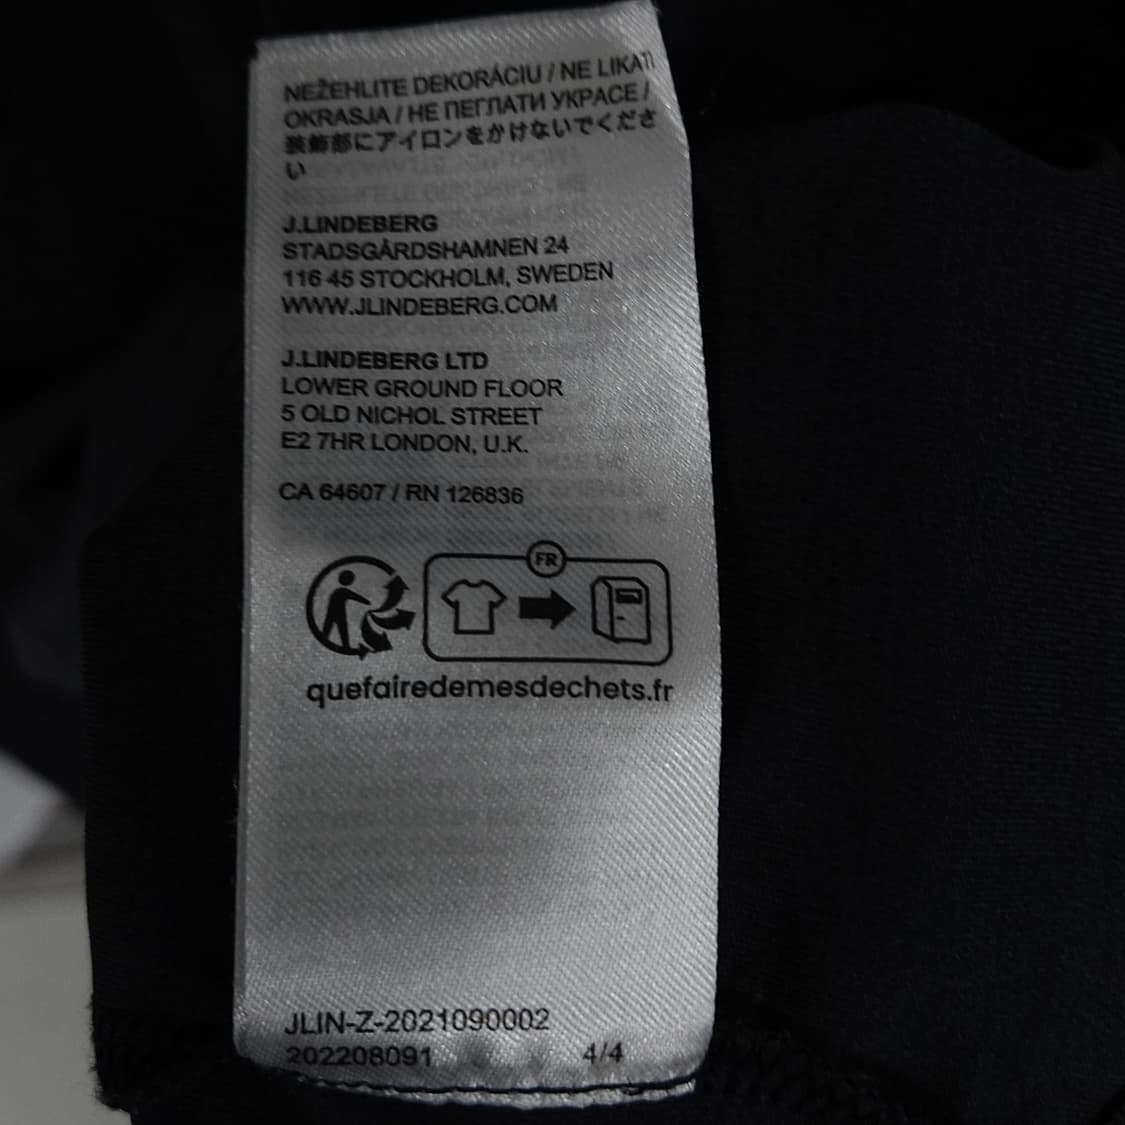 NEŽEHLITE DEKORÁCIU / NE LIKATI
OKRASJA / НЕ ПЕГЛАТИ УКРАСЕ /
装飾部にアイロンをかけないでくださ
い
J.LINDEBERG
STADSGÅRDSHAMNEN 24
116 45 STOCKHOLM, SWEDEN
WWW.JLINDEBERG.COM
J.LINDEBERG LTD
LOWER GROUND FLOOR
5 OLD NICHOL STREET
E2 7HR LONDON, U.K.
CA 64607 / RN 126836
FR
quefairedemesdechets.fr
JLIN-Z-2021090002
202208091 4/4